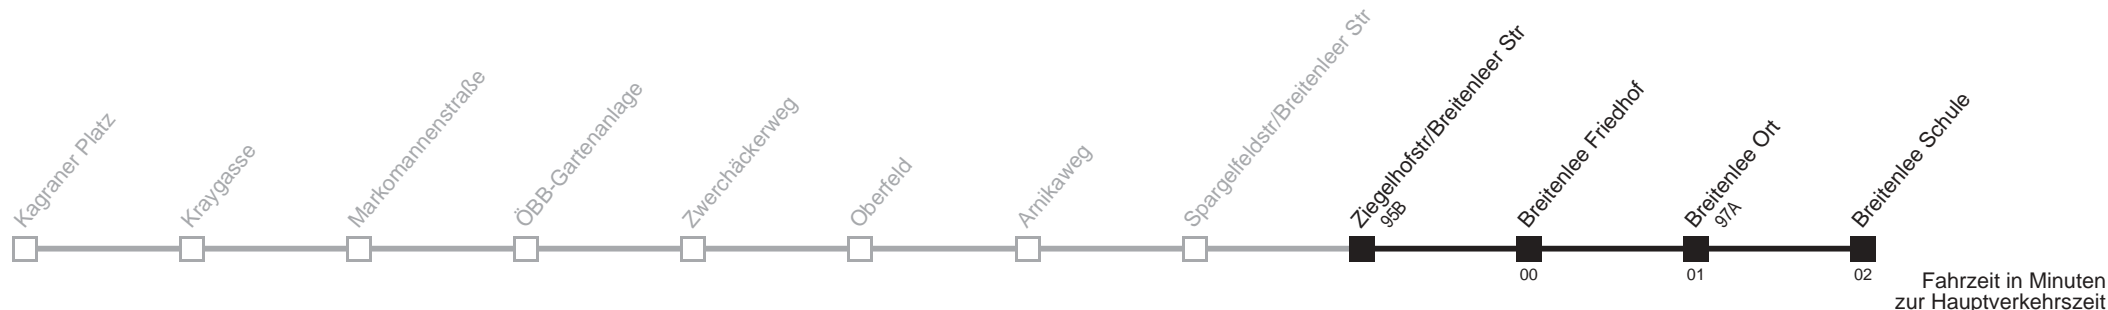 Kagraner Platz
Kraygasse
Markomannenstraße
ÖBB-Gartenanlage
Zwerchäckerweg
Oberfeld
Arnikaweg
Spargelfeldstr/Breitenleer Str
Ziegelhofstr/Breitenleer Str
95B
Breitenlee Friedhof
Breitenlee Ort
97A
Breitenlee Schule
00
01
02
Fahrzeit in Minuten
zur Hauptverkehrszeit